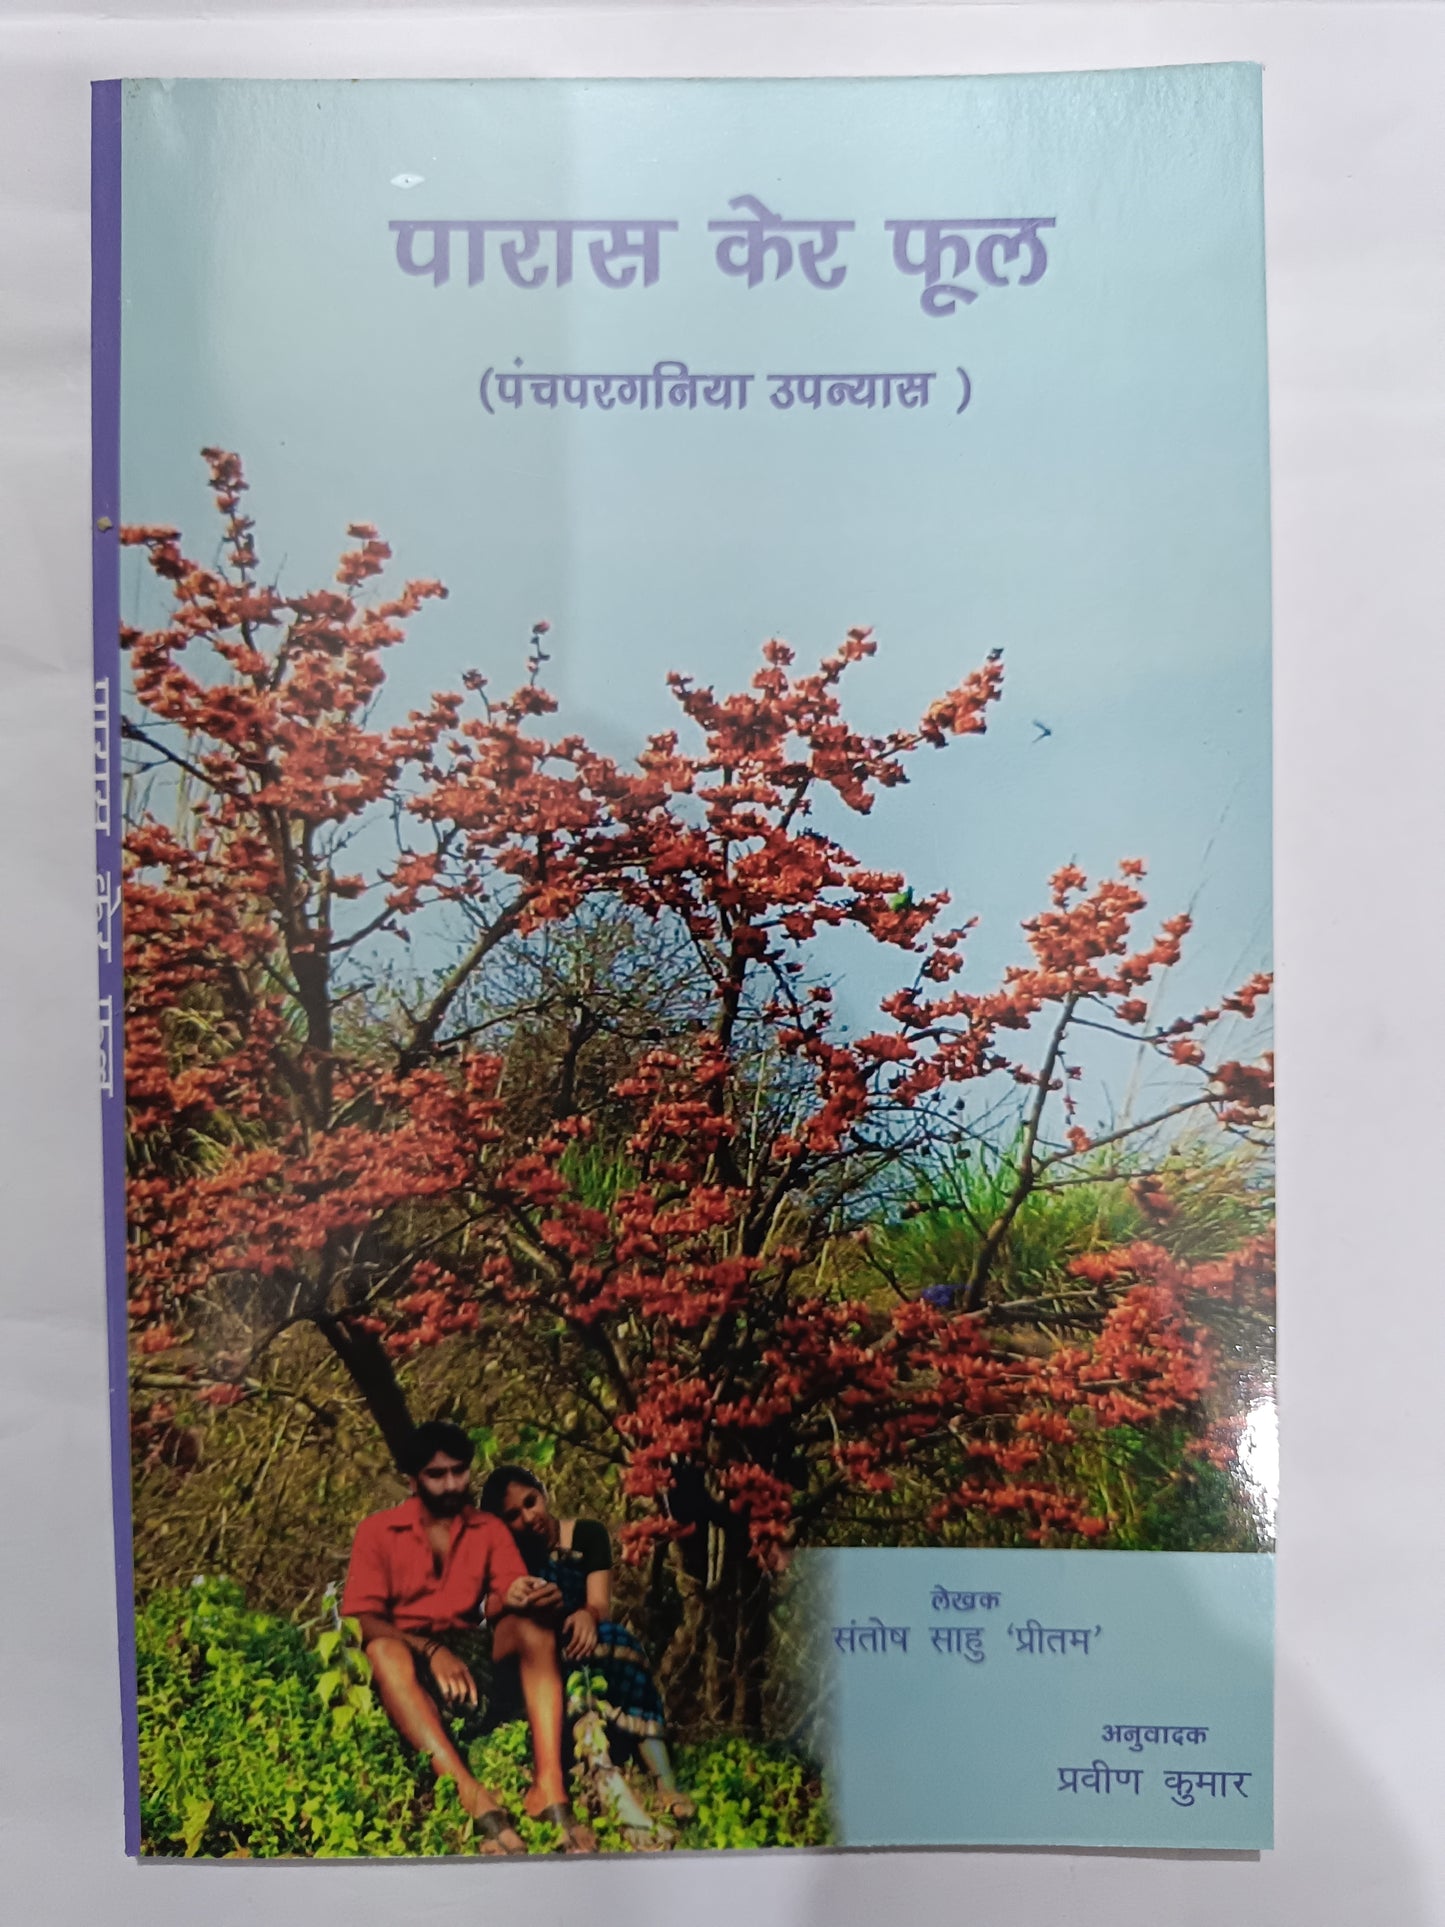 पारास केर फूल
(पंचपरगनिया उपन्यास )
पारास केर फूल
लेखक
संतोष साहु ‘प्रीतम’
अनुवादक
प्रवीण कुमार